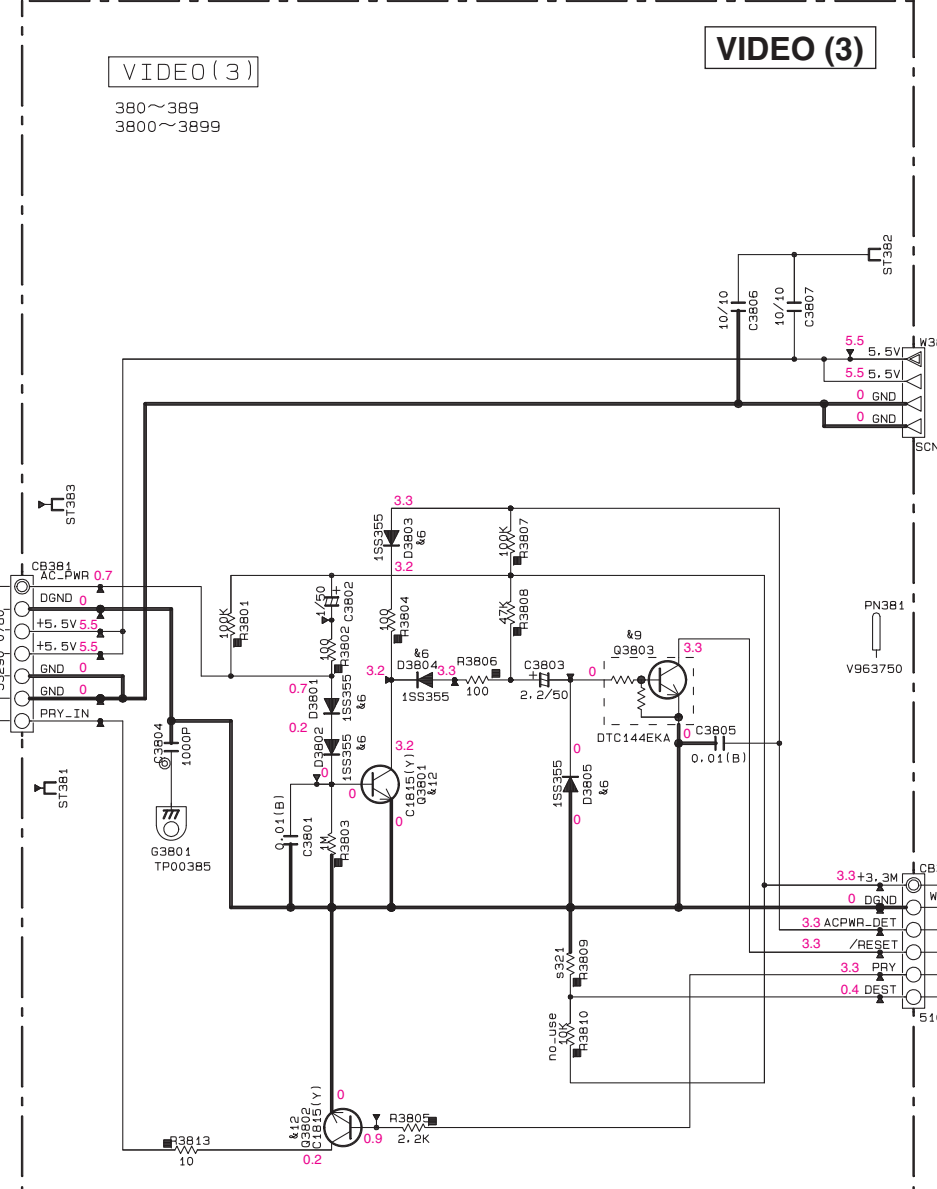 VIDEO (3)
VIDEO(3)
380～389
3800～3899
ST382
10/10
C3806
10/10
C3807
5.5 5.5V
5.5 5.5V
0 GND
0 GND
ST383
CB381
AC_PWR 0.7
DGND 0
+5.5V 5.5
+5.5V 5.5
GND 0
GND 0
PRY_IN
ST381
C3804
1000P
G3801
TP00385
100K
R3801
1/50
C3802
100
R3802
0.7
D3801
1SS355
&6
0.2
D3802
1SS355
&6
0
0.01(B)
C3801
1M
R3803
3.3
1SS355
D3803
&6
3.2
100
R3804
3.2
&6
D3804
1SS355
3.3
R3806
100
3.2
0
C1815(Y)
Q3801
&12
0
100K
R3807
47K
R3808
C3803
2.2/50
0
&9
Q3803
3.3
DTC144EKA
0
C3805
0.01(B)
0
1SS355
D3805
&6
0
PN381
V963750
3.3 +3.3M
0 DGND
3.3 ACPWR_DET
3.3 /RESET
3.3 PRY
0.4 DEST
s321
R3809
no_use
10K
R3810
&12
Q3802
C1815(Y)
0
0.2
0.9
R3805
2.2K
R3813
10